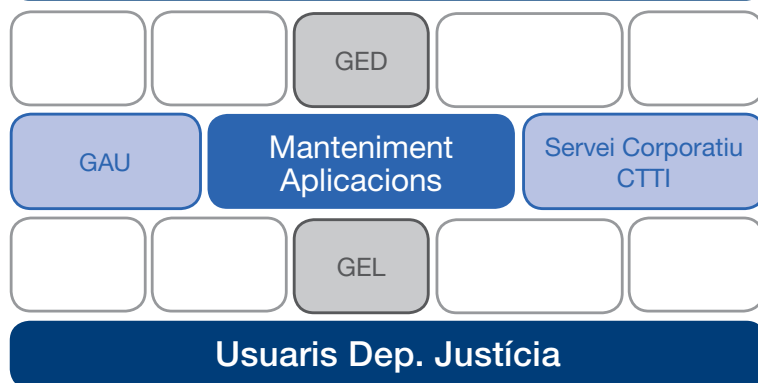 GED
GAU
Manteniment
Aplicacions
Servei Corporatiu
CTTI
GEL
Usuaris Dep. Justícia